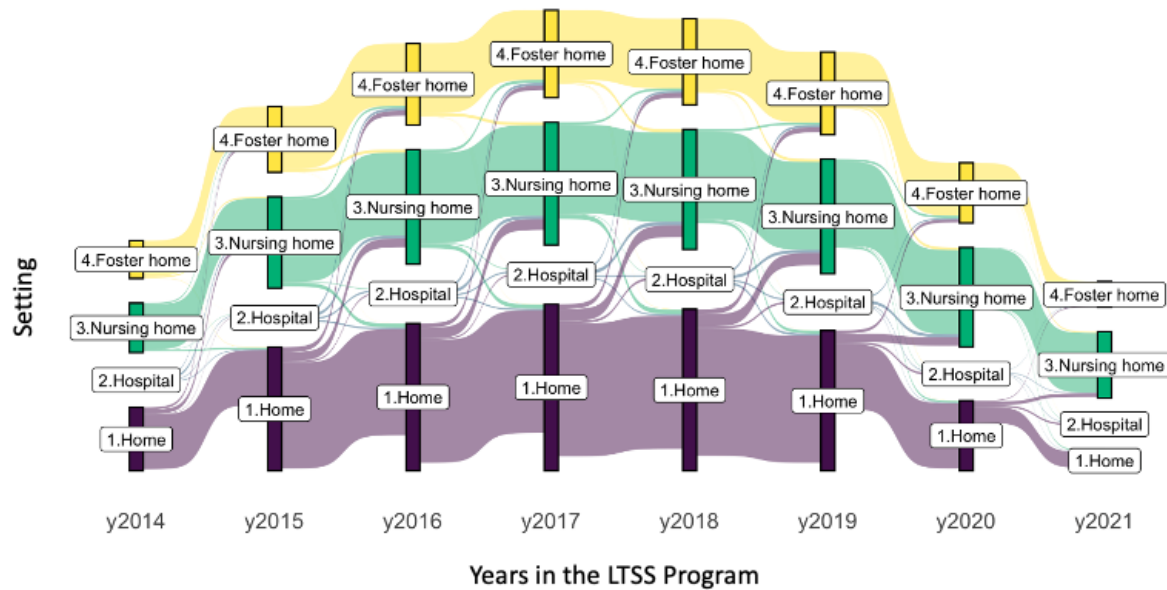 Setting
4.Foster home
3.Nursing home
2.Hospital
1.Home
4.Foster home
3.Nursing home
2.Hospital
1.Home
4.Foster home
3.Nursing home
2.Hospital
1.Home
4.Foster home
3.Nursing home
2.Hospital
1.Home
4.Foster home
3.Nursing home
2.Hospital
1.Home
4.Foster home
3.Nursing home
2.Hospital
1.Home
4.Foster home
3.Nursing home
2.Hospital
1.Home
4.Foster home
3.Nursing home
2.Hospital
1.Home
y2014 y2015 y2016 y2017 y2018 y2019 y2020 y2021
Years in the LTSS Program